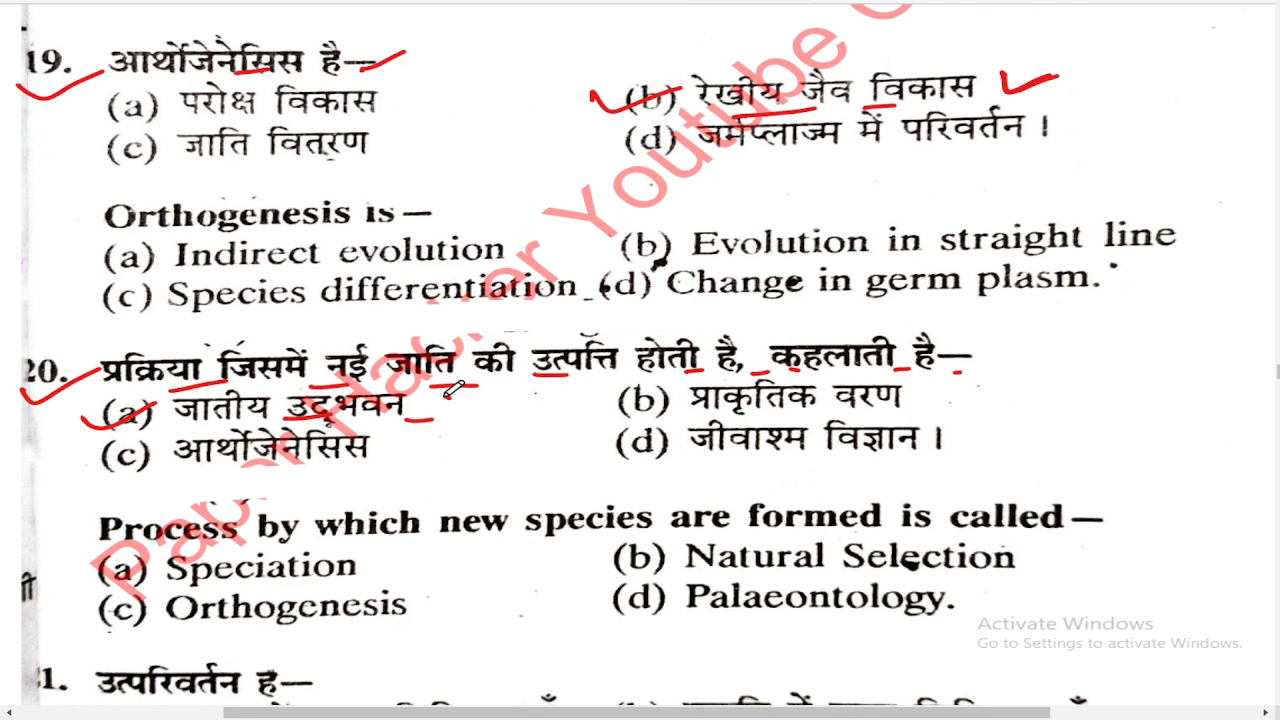 19. आर्थोजेनेसिस है—
(a) परोक्ष विकास (b) रेखीय जैव विकास
(c) जाति वितरण (d) जर्मप्लाज्म में परिवर्तन ।
Orthogenesis is—
(a) Indirect evolution (b) Evolution in straight line
(c) Species differentiation (d) Change in germ plasm.
20. प्रक्रिया जिसमें नई जाति की उत्पत्ति होती है, कहलाती है—
(a) जातीय उद्‌भवन (b) प्राकृतिक वरण
(c) आर्थोजेनेसिस (d) जीवाश्म विज्ञान ।
Process by which new species are formed is called—
(a) Speciation (b) Natural Selection
(c) Orthogenesis (d) Palaeontology.
Activate Windows
Go to Settings to activate Windows.
1. उत्परिवर्तन है—
Paper Hacker Youtube